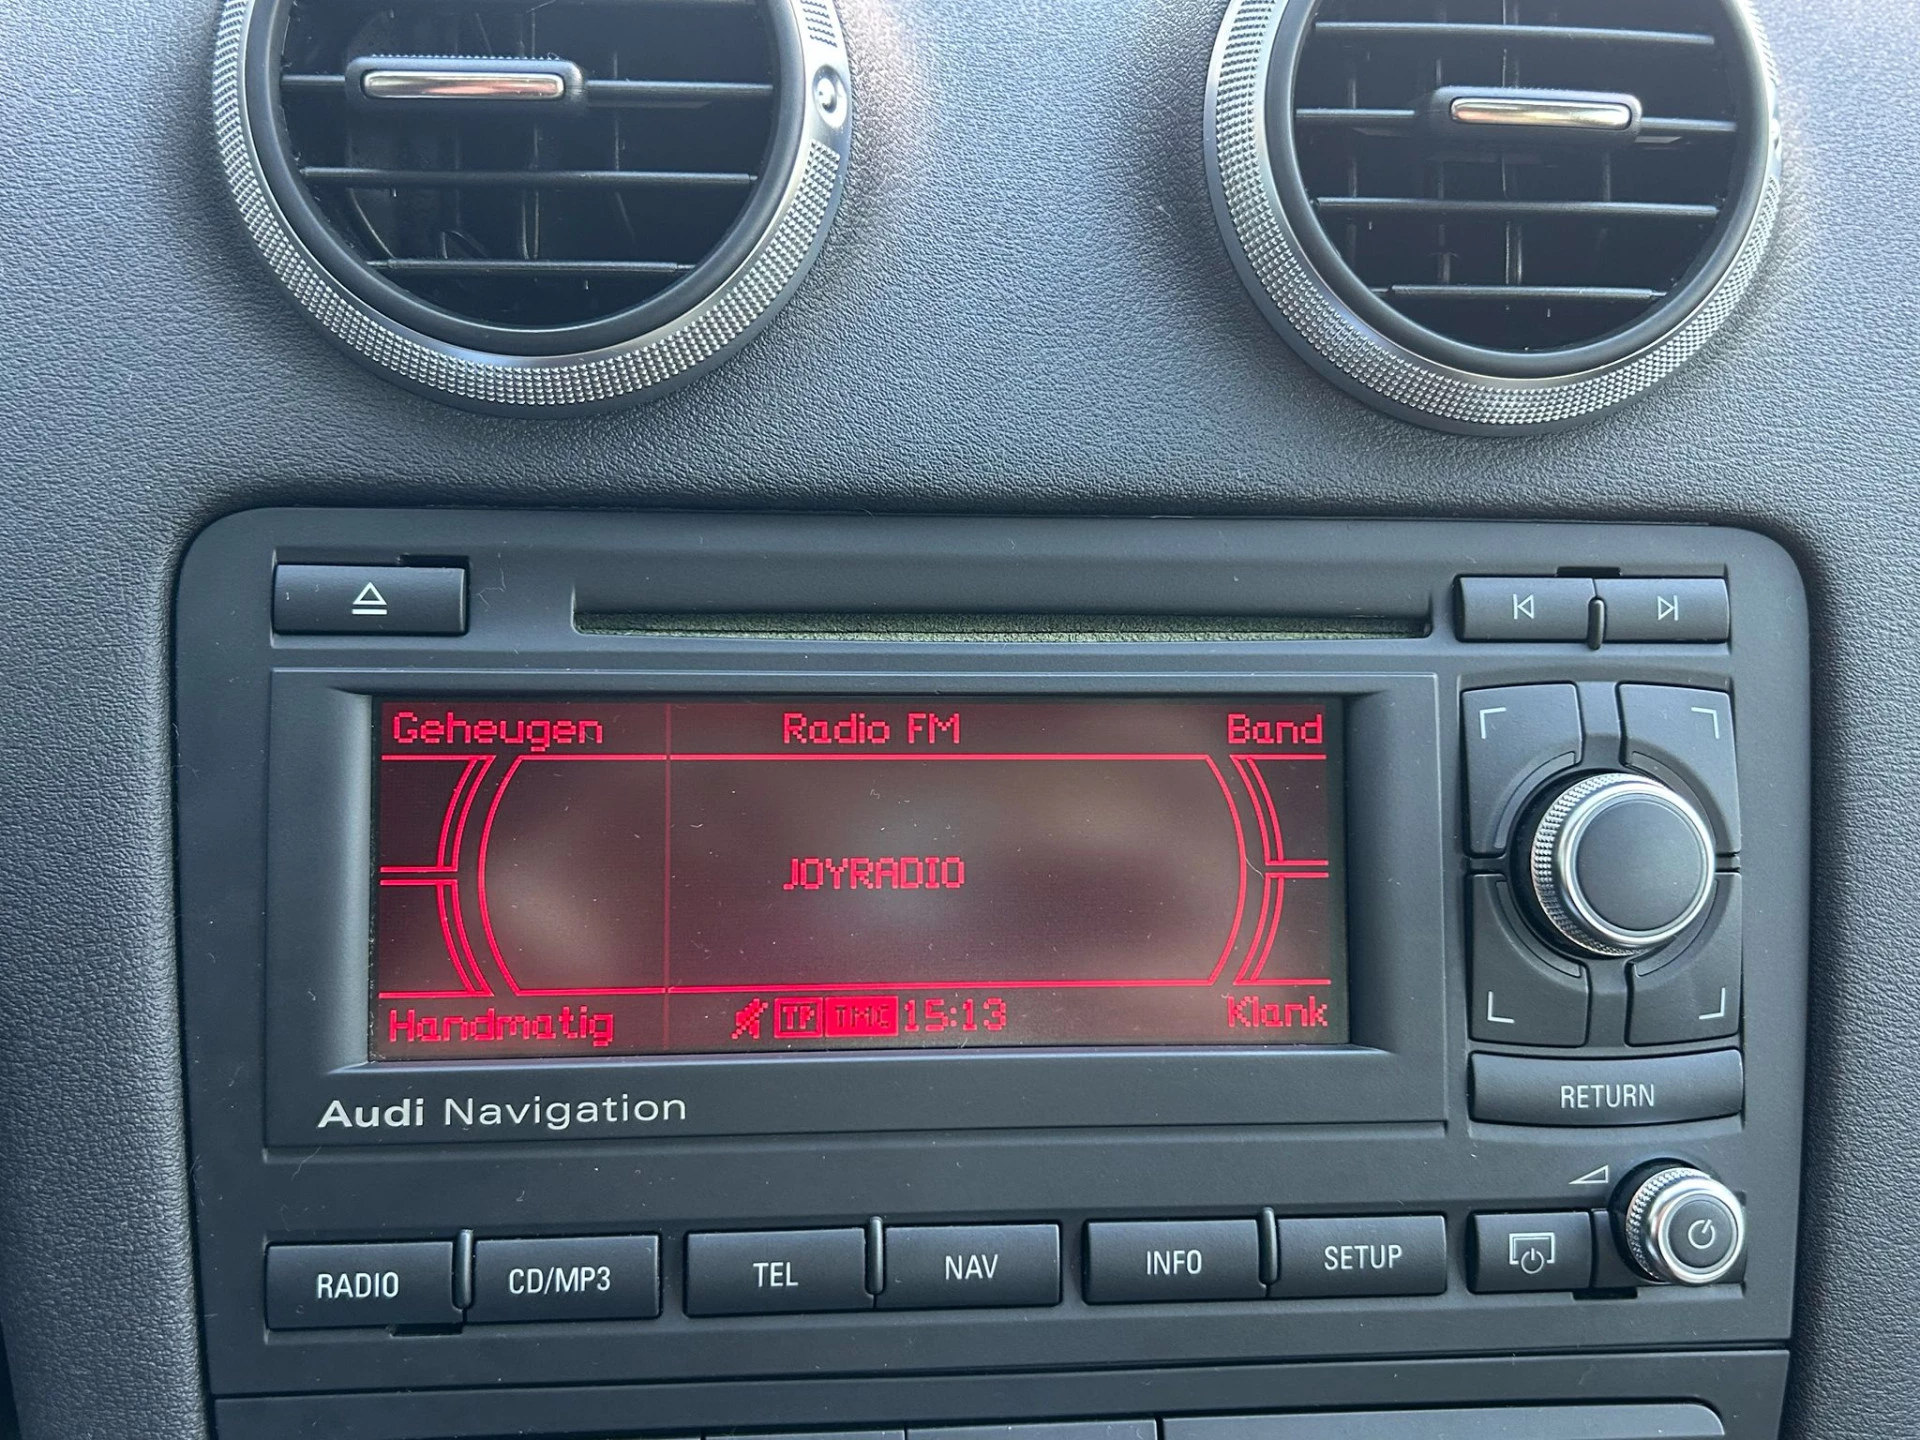 Geheugen Radio FM Band
JOYRADIO
Handmatig TP TMC 15:13 Klank
Audi Navigation
RETURN
RADIO CD/MP3 TEL NAV INFO SETUP